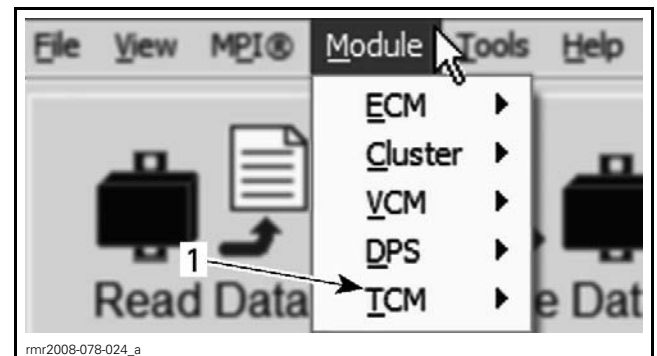 File View MPI® Module Tools Help
ECM
Cluster
VCM
DPS
TCM
1
Read Data
e Dat
rmr2008-078-024_a